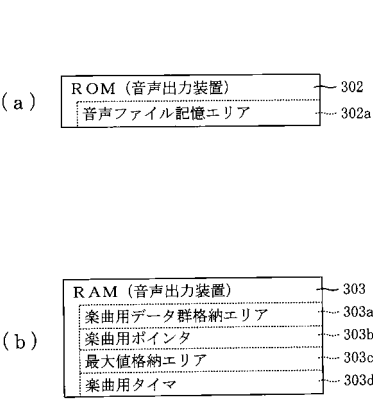 (a)
ROM（音声出力装置） 302
音声ファイル記憶エリア 302a
(b)
RAM（音声出力装置） 303
楽曲用データ群格納エリア 303a
楽曲用ポインタ 303b
最大値格納エリア 303c
楽曲用タイマ 303d